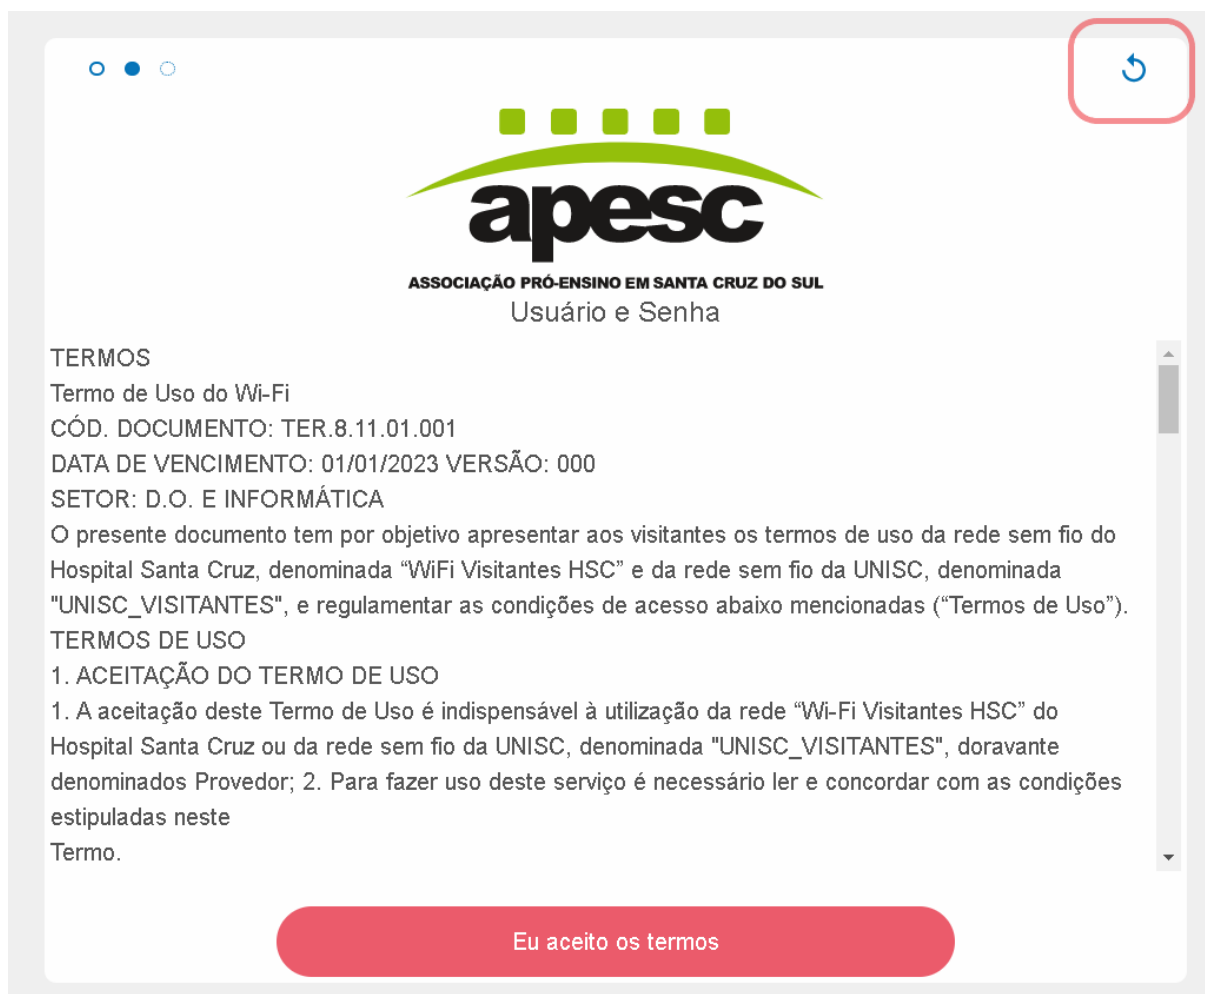 apesc
ASSOCIAÇÃO PRÓ-ENSINO EM SANTA CRUZ DO SUL
Usuário e Senha
TERMOS
Termo de Uso do Wi-Fi
CÓD. DOCUMENTO: TER.8.11.01.001
DATA DE VENCIMENTO: 01/01/2023 VERSÃO: 000
SETOR: D.O. E INFORMÁTICA
O presente documento tem por objetivo apresentar aos visitantes os termos de uso da rede sem fio do
Hospital Santa Cruz, denominada “WiFi Visitantes HSC” e da rede sem fio da UNISC, denominada
"UNISC_VISITANTES", e regulamentar as condições de acesso abaixo mencionadas (“Termos de Uso”).
TERMOS DE USO
1. ACEITAÇÃO DO TERMO DE USO
1. A aceitação deste Termo de Uso é indispensável à utilização da rede “Wi-Fi Visitantes HSC” do
Hospital Santa Cruz ou da rede sem fio da UNISC, denominada "UNISC_VISITANTES", doravante
denominados Provedor; 2. Para fazer uso deste serviço é necessário ler e concordar com as condições
estipuladas neste
Termo.
Eu aceito os termos